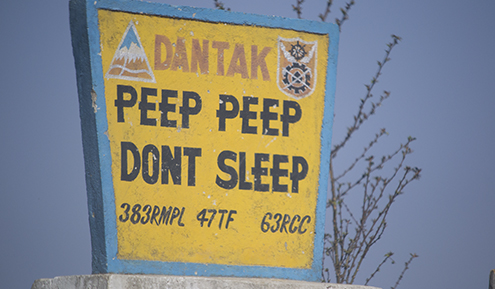 DANTAK
PEEP PEEP
DONT SLEEP
383RMPL 47TF 63RCC